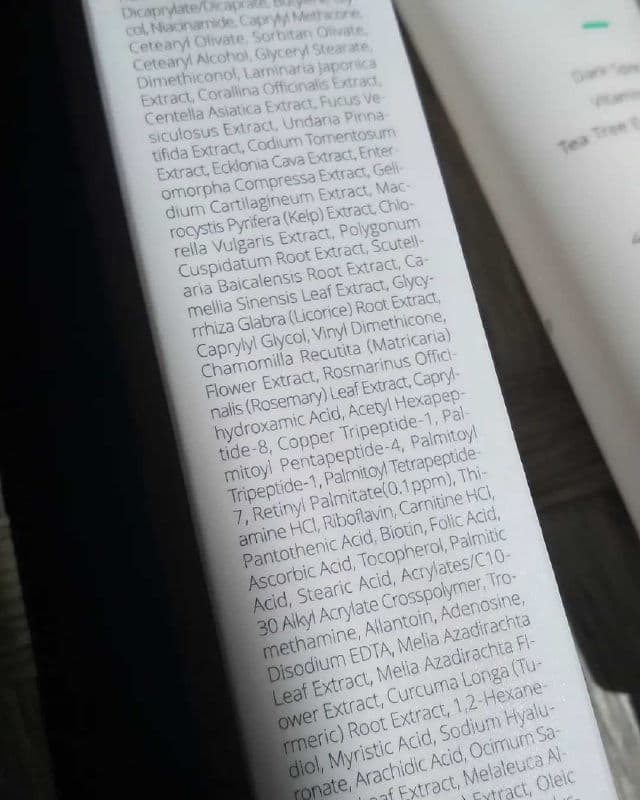 Dicaprylate/Dicaprate,
col, Niacinamide, Caprylyl Methicone,
Cetearyl Olivate, Sorbitan Olivate,
Cetearyl Alcohol, Glyceryl Stearate,
Dimethiconol, Laminaria Japonica
Extract, Corallina Officinalis Extract,
Centella Asiatica Extract, Fucus Ve-
siculosus Extract, Undaria Pinna-
tifida Extract, Codium Tomentosum
Extract, Ecklonia Cava Extract, Enter-
omorpha Compressa Extract, Geli-
dium Cartilagineum Extract, Mac-
rocystis Pyrifera (Kelp) Extract, Chlo-
rella Vulgaris Extract, Polygonum
Cuspidatum Root Extract, Scutell-
aria Baicalensis Root Extract, Ca-
mellia Sinensis Leaf Extract, Glycy-
rrhiza Glabra (Licorice) Root Extract,
Caprylyl Glycol, Vinyl Dimethicone,
Chamomilla Recutita (Matricaria)
Flower Extract, Rosmarinus Offici-
nalis (Rosemary) Leaf Extract, Capryl-
hydroxamic Acid, Acetyl Hexapep-
tide-8, Copper Tripeptide-1, Pal-
mitoyl Pentapeptide-4, Palmitoyl
Tripeptide-1, Palmitoyl Tetrapeptide-
7, Retinyl Palmitate(0.1ppm), Thi-
amine HCl, Riboflavin, Carnitine HCl,
Pantothenic Acid, Biotin, Folic Acid,
Ascorbic Acid, Tocopherol, Palmitic
Acid, Stearic Acid, Acrylates/C10-
30 Alkyl Acrylate Crosspolymer, Tro-
methamine, Allantoin, Adenosine,
Disodium EDTA, Melia Azadirachta
Leaf Extract, Melia Azadirachta Fl-
ower Extract, Curcuma Longa (Tu-
rmeric) Root Extract, 1,2-Hexane-
diol, Myristic Acid, Sodium Hyalu-
ronate, Arachidic Acid, Ocimum Sa-
Extract, Melaleuca Al-
Extract, Oleic
Tea Tree